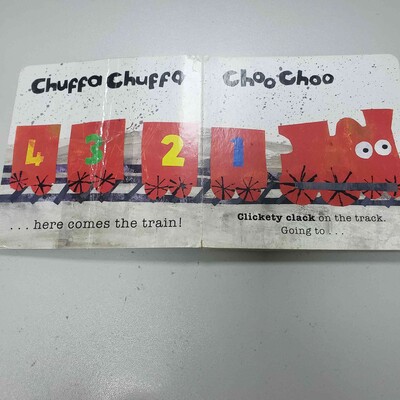 Chuffa Chuffa Choo Choo
4 3 2 1
... here comes the train!
Clickety clack on the track.
Going to ...